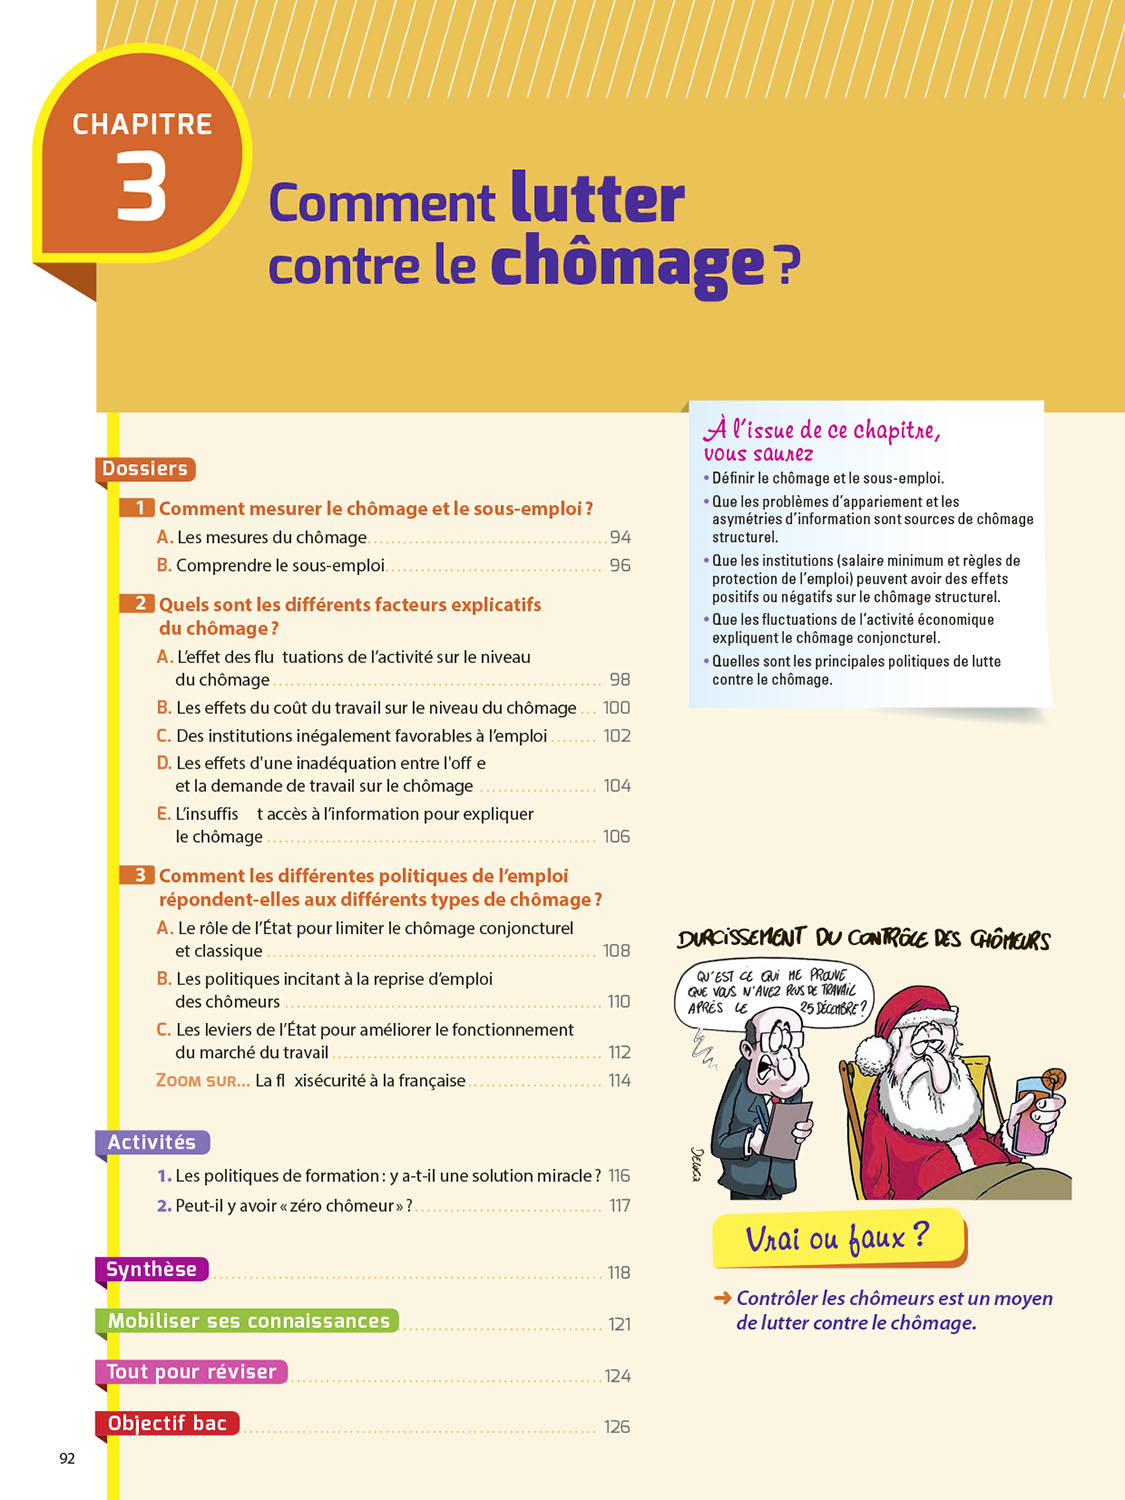 CHAPITRE
3
Comment lutter
contre le chômage ?
Dossiers
1 Comment mesurer le chômage et le sous-emploi ?
A. Les mesures du chômage 94
B. Comprendre le sous-emploi 96
2 Quels sont les différents facteurs explicatifs
du chômage ?
A. L'effet des flu tuations de l'activité sur le niveau
du chômage 98
B. Les effets du coût du travail sur le niveau du chômage 100
C. Des institutions inégalement favorables à l'emploi 102
D. Les effets d'une inadéquation entre l'off e
et la demande de travail sur le chômage 104
E. L'insuffis t accès à l'information pour expliquer
le chômage 106
3 Comment les différentes politiques de l'emploi
répondent-elles aux différents types de chômage ?
A. Le rôle de l'État pour limiter le chômage conjoncturel
et classique 108
B. Les politiques incitant à la reprise d'emploi
des chômeurs 110
C. Les leviers de l'État pour améliorer le fonctionnement
du marché du travail 112
ZOOM SUR... La fl xisécurité à la française 114
Activités
1. Les politiques de formation : y a-t-il une solution miracle ? 116
2. Peut-il y avoir « zéro chômeur » ? 117
Synthèse 118
Mobiliser ses connaissances 121
Tout pour réviser 124
Objectif bac 126
92
À l'issue de ce chapitre,
vous saurez
• Définir le chômage et le sous-emploi.
• Que les problèmes d'appariement et les
asymétries d'information sont sources de chômage
structurel.
• Que les institutions (salaire minimum et règles de
protection de l'emploi) peuvent avoir des effets
positifs ou négatifs sur le chômage structurel.
• Que les fluctuations de l'activité économique
expliquent le chômage conjoncturel.
• Quelles sont les principales politiques de lutte
contre le chômage.
DURCISSEMENT DU CONTRÔLE DES CHÔMEURS
QU'EST CE QUI ME PROUVE
QUE VOUS N'AVEZ PLUS DE TRAVAIL
APRÈS LE 25 DÉCEMBRE ?
DELUCQ
Vrai ou faux ?
➜ Contrôler les chômeurs est un moyen
de lutter contre le chômage.